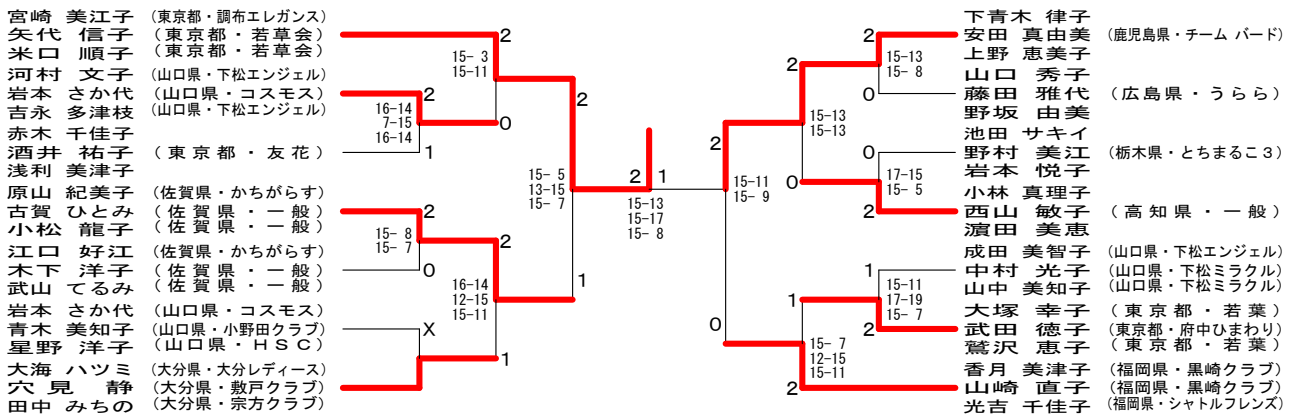 宮崎 美江子 (東京都・調布エレガンス)
矢代 信子 (東京都・若草会)
米口 順子 (東京都・若草会)
河村 文子 (山口県・下松エンジェル)
岩本 さか代 (山口県・コスモス)
吉永 多津枝 (山口県・下松エンジェル)
赤木 千佳子
酒井 祐子 (東京都・友花)
浅利 美津子
原山 紀美子 (佐賀県・かちがらす)
古賀 ひとみ (佐賀県・一般)
小松 龍子 (佐賀県・一般)
江口 好江 (佐賀県・かちがらす)
木下 洋子 (佐賀県・一般)
武山 てるみ (佐賀県・一般)
岩本 さか代 (山口県・コスモス)
青木 美知子 (山口県・小野田クラブ)
星野 洋子 (山口県・HSC)
大海 ハツミ (大分県・大分レディース)
穴見 静 (大分県・敷戸クラブ)
田中 みちの (大分県・宗方クラブ)
2
15- 3
15-11
2
16-14
7-15
16-14
0
1
2
15- 5
13-15
15- 7
2
15- 8
15- 7
0
2
16-14
12-15
15-11
1
X
1
2 1
15-13
15-17
15- 8
2
15-11
15- 9
0
2
15-13
15-13
0
2
15-13
15- 8
0
0
17-15
15- 5
2
1
15-11
17-19
15- 7
2
1
15- 7
12-15
15-11
2
下青木 律子
安田 真由美 (鹿児島県・チーム バード)
上野 恵美子
山口 秀子
藤田 雅代 (広島県・うらら)
野坂 由美
池田 サキイ
野村 美江 (栃木県・とちまるこ3)
岩本 悦子
小林 真理子
西山 敏子 (高知県・一般)
濵田 美恵
成田 美智子 (山口県・下松エンジェル)
中村 光子 (山口県・下松ミラクル)
山中 美知子 (山口県・下松ミラクル)
大塚 幸子 (東京都・若葉)
武田 徳子 (東京都・府中ひまわり)
鷲沢 恵子 (東京都・若葉)
香月 美津子 (福岡県・黒崎クラブ)
山崎 直子 (福岡県・黒崎クラブ)
光吉 千佳子 (福岡県・シャトルフレンズ)